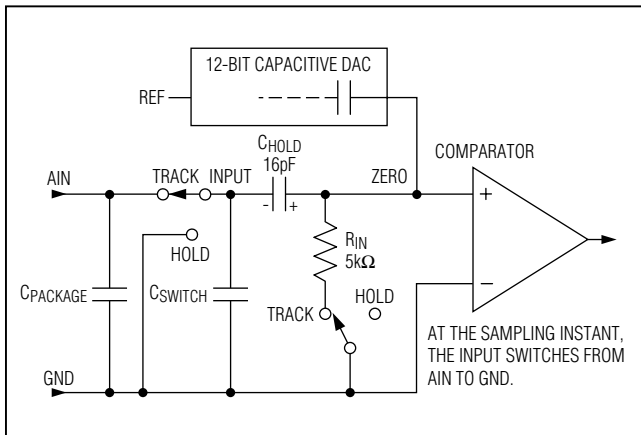 12-BIT CAPACITIVE DAC
REF
CHOLD
16pF
COMPARATOR
AIN
TRACK
INPUT
ZERO
- +
+
HOLD
RIN
5kΩ
CPACKAGE
CSWITCH
HOLD
TRACK
−
AT THE SAMPLING INSTANT,
THE INPUT SWITCHES FROM
AIN TO GND.
GND